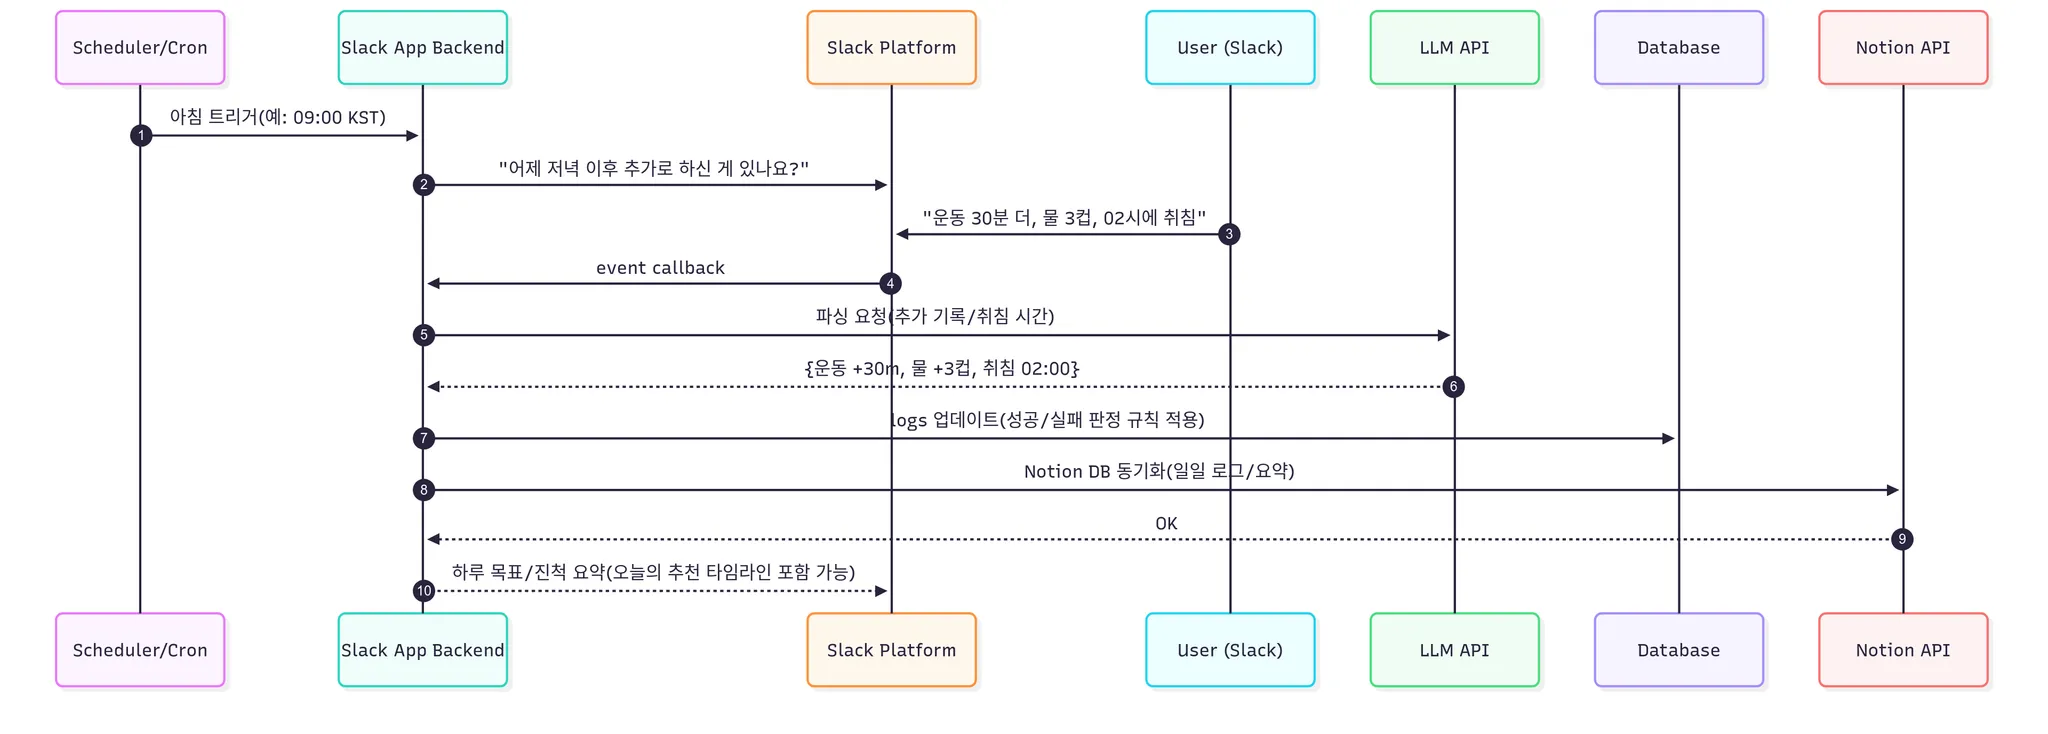 Scheduler/Cron
Slack App Backend
Slack Platform
User (Slack)
LLM API
Database
Notion API
아침 트리거(예: 09:00 KST)
1
"어제 저녁 이후 추가로 하신 게 있나요?"
2
"운동 30분 더, 물 3컵, 02시에 취침"
3
event callback
4
파싱 요청(추가 기록/취침 시간)
5
{운동 +30m, 물 +3컵, 취침 02:00}
6
logs 업데이트(성공/실패 판정 규칙 적용)
7
Notion DB 동기화(일일 로그/요약)
8
OK
9
하루 목표/진척 요약(오늘의 추천 타임라인 포함 가능)
10
Scheduler/Cron
Slack App Backend
Slack Platform
User (Slack)
LLM API
Database
Notion API